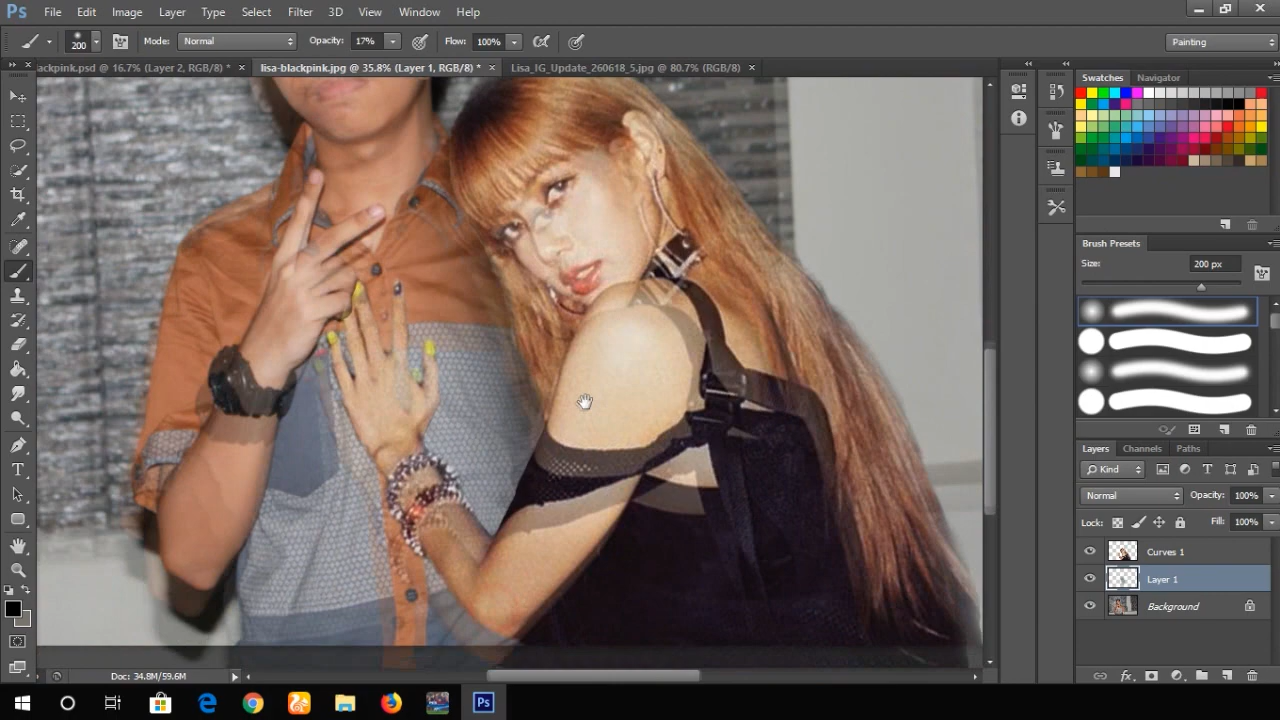 Ps File Edit Image Layer Type Select Filter 3D View Window Help
200 Mode: Normal Opacity: 17% Flow: 100% Painting
ackpink.psd @ 16.7% (Layer 2, RGB/8) * × lisa-blackpink.jpg @ 35.8% (Layer 1, RGB/8) * × Lisa_IG_Update_260618_5.jpg @ 80.7% (RGB/8) ×
Swatches Navigator
Brush Presets
Size: 200 px
Layers Channels Paths
Kind
Normal Opacity: 100%
Lock: Fill: 100%
Curves 1
Layer 1
Background
fx
Doc: 34.8M/59.6M
Ps